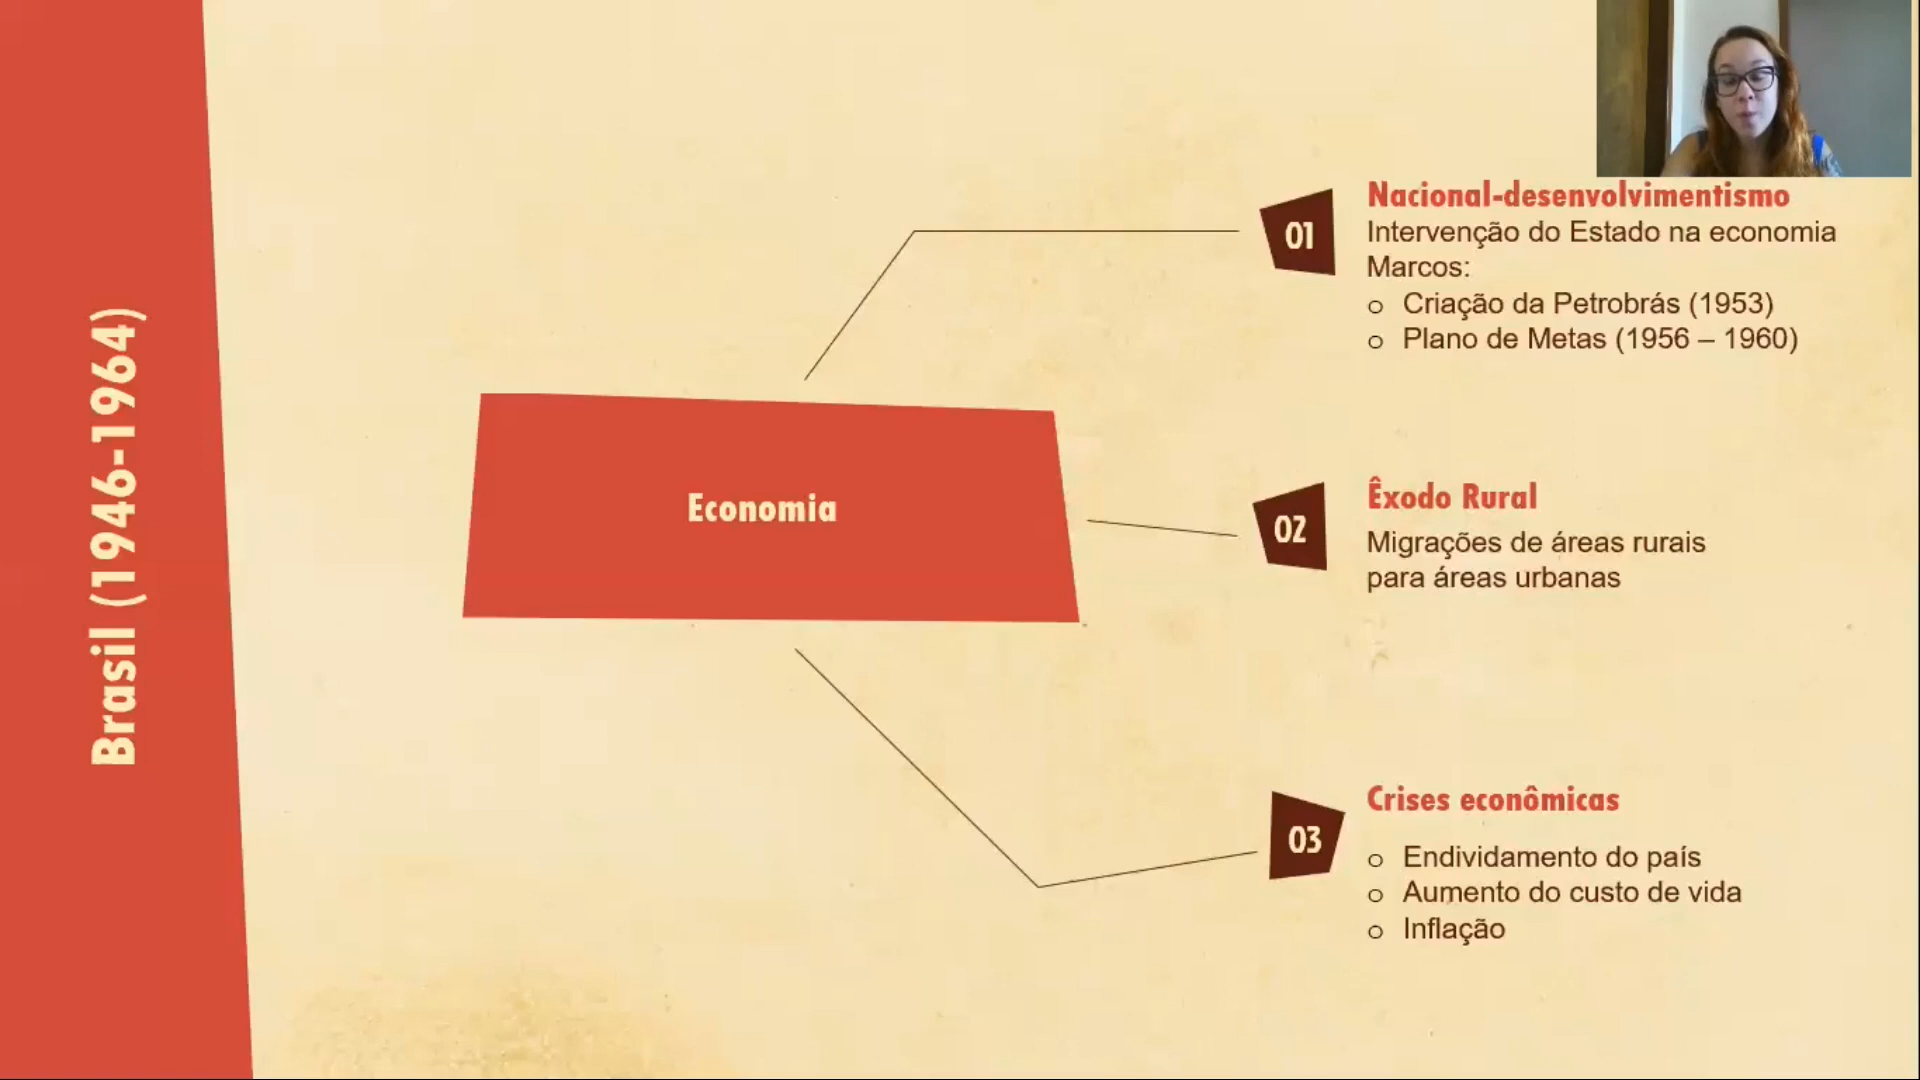 Brasil (1946-1964)
Economia
01
Nacional-desenvolvimentismo
Intervenção do Estado na economia
Marcos:
o Criação da Petrobrás (1953)
o Plano de Metas (1956 – 1960)
02
Êxodo Rural
Migrações de áreas rurais
para áreas urbanas
03
Crises econômicas
o Endividamento do país
o Aumento do custo de vida
o Inflação